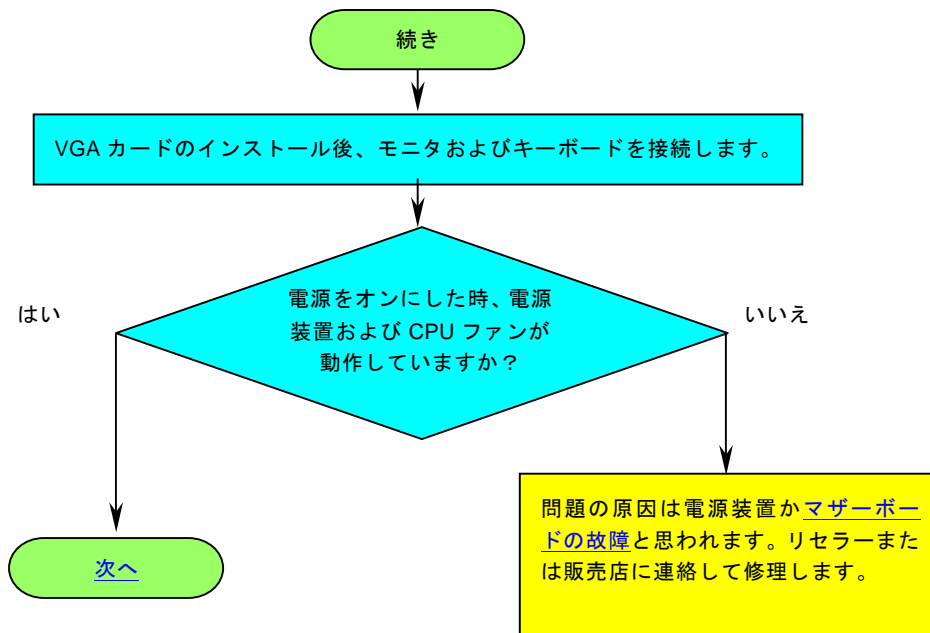 続き
VGA カードのインストール後、モニタおよびキーボードを接続します。
電源をオンにした時、電源
装置および CPU ファンが
動作していますか？
はい
いいえ
次へ
問題の原因は電源装置かマザーボー
ドの故障と思われます。リセラーまた
は販売店に連絡して修理します。